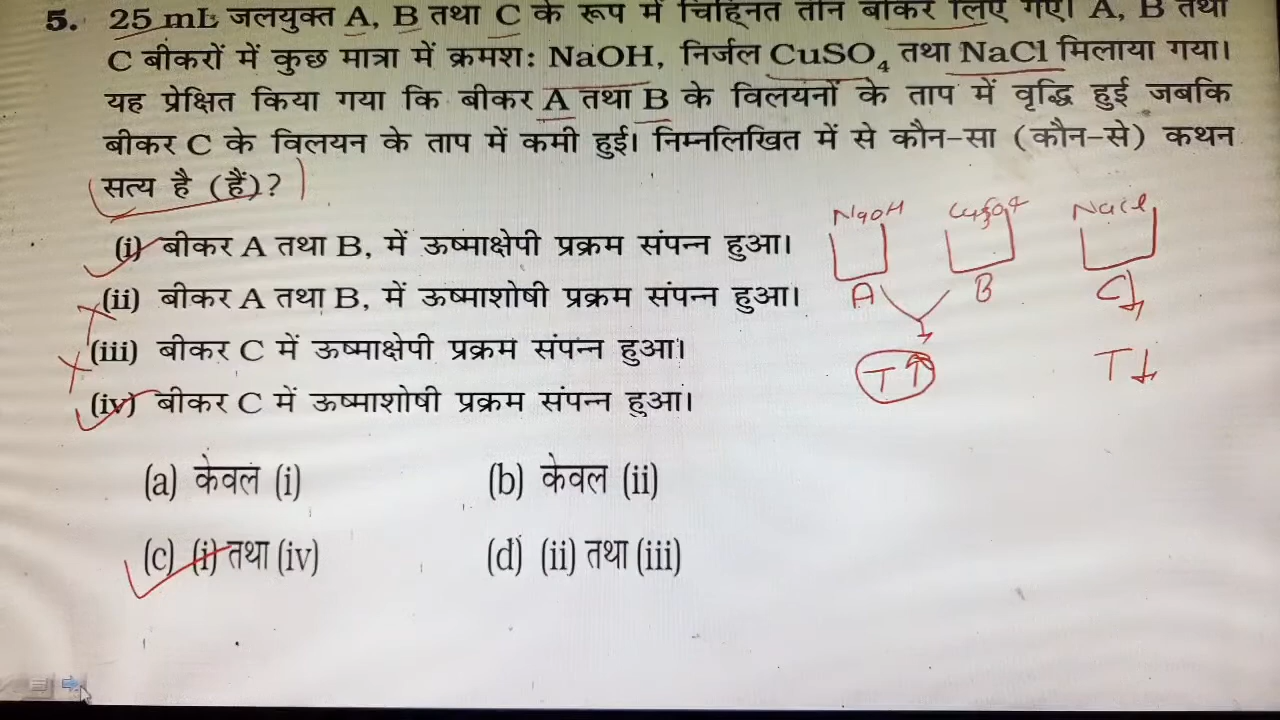 5. 25 mL जलयुक्त A, B तथा C के रूप में चिह्नित तीन बीकर लिए गए। A, B तथा
C बीकरों में कुछ मात्रा में क्रमशः NaOH, निर्जल CuSO₄ तथा NaCl मिलाया गया।
यह प्रेक्षित किया गया कि बीकर A तथा B के विलयनों के ताप में वृद्धि हुई जबकि
बीकर C के विलयन के ताप में कमी हुई। निम्नलिखित में से कौन-सा (कौन-से) कथन
सत्य है (हैं)?
NaOH CuSO4 NaCl
(i) बीकर A तथा B, में ऊष्माक्षेपी प्रक्रम संपन्न हुआ।
A B C
(ii) बीकर A तथा B, में ऊष्माशोषी प्रक्रम संपन्न हुआ।
(iii) बीकर C में ऊष्माक्षेपी प्रक्रम संपन्न हुआ।
T↑ T↓
(iv) बीकर C में ऊष्माशोषी प्रक्रम संपन्न हुआ।
(a) केवल (i) (b) केवल (ii)
(c) (i) तथा (iv) (d) (ii) तथा (iii)